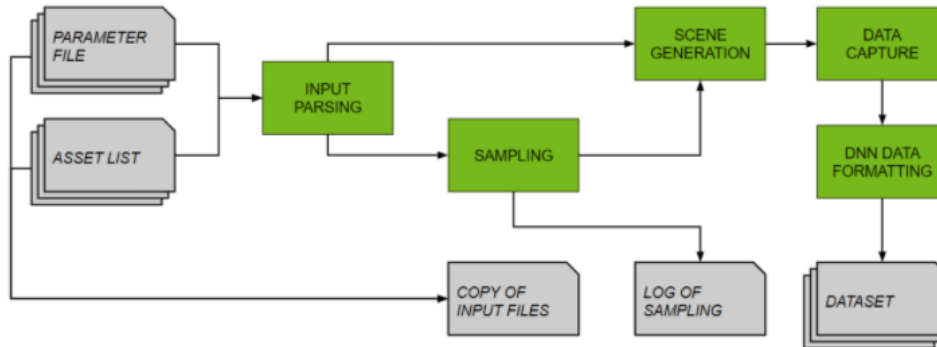 PARAMETER
FILE
ASSET LIST
INPUT
PARSING
SAMPLING
SCENE
GENERATION
DATA
CAPTURE
DNN DATA
FORMATTING
COPY OF
INPUT FILES
LOG OF
SAMPLING
DATASET